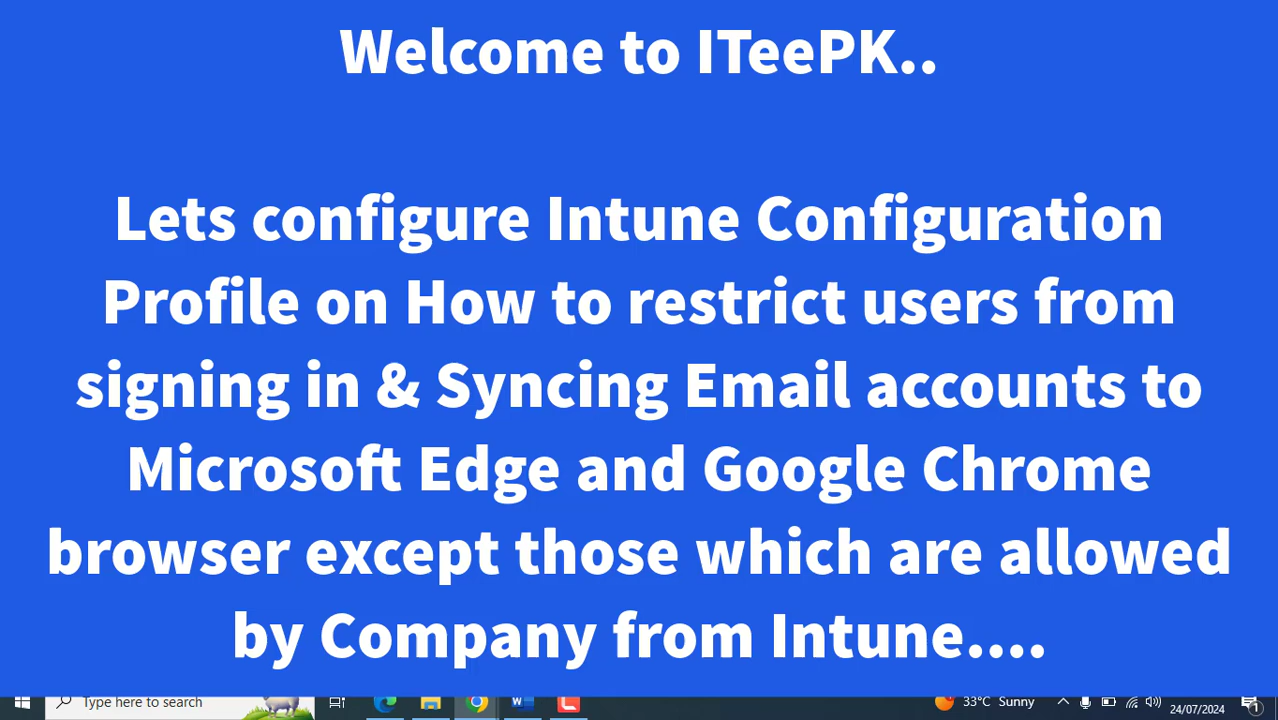 Welcome to ITeePK..
Lets configure Intune Configuration
Profile on How to restrict users from
signing in & Syncing Email accounts to
Microsoft Edge and Google Chrome
browser except those which are allowed
by Company from Intune....
Type here to search
33°C Sunny
24/07/2024
1